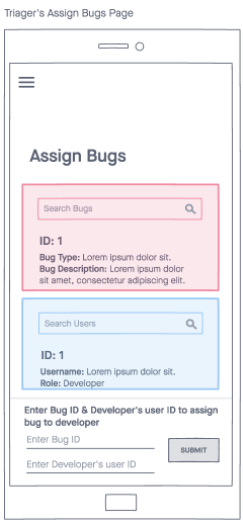 Triager's Assign Bugs Page
Assign Bugs
Search Bugs
ID: 1
Bug Type: Lorem ipsum dolor sit.
Bug Description: Lorem ipsum dolor
sit amet, consectetur adipiscing elit.
Search Users
ID: 1
Username: Lorem ipsum dolor sit.
Role: Developer
Enter Bug ID & Developer's user ID to assign
bug to developer
Enter Bug ID
SUBMIT
Enter Developer's user ID